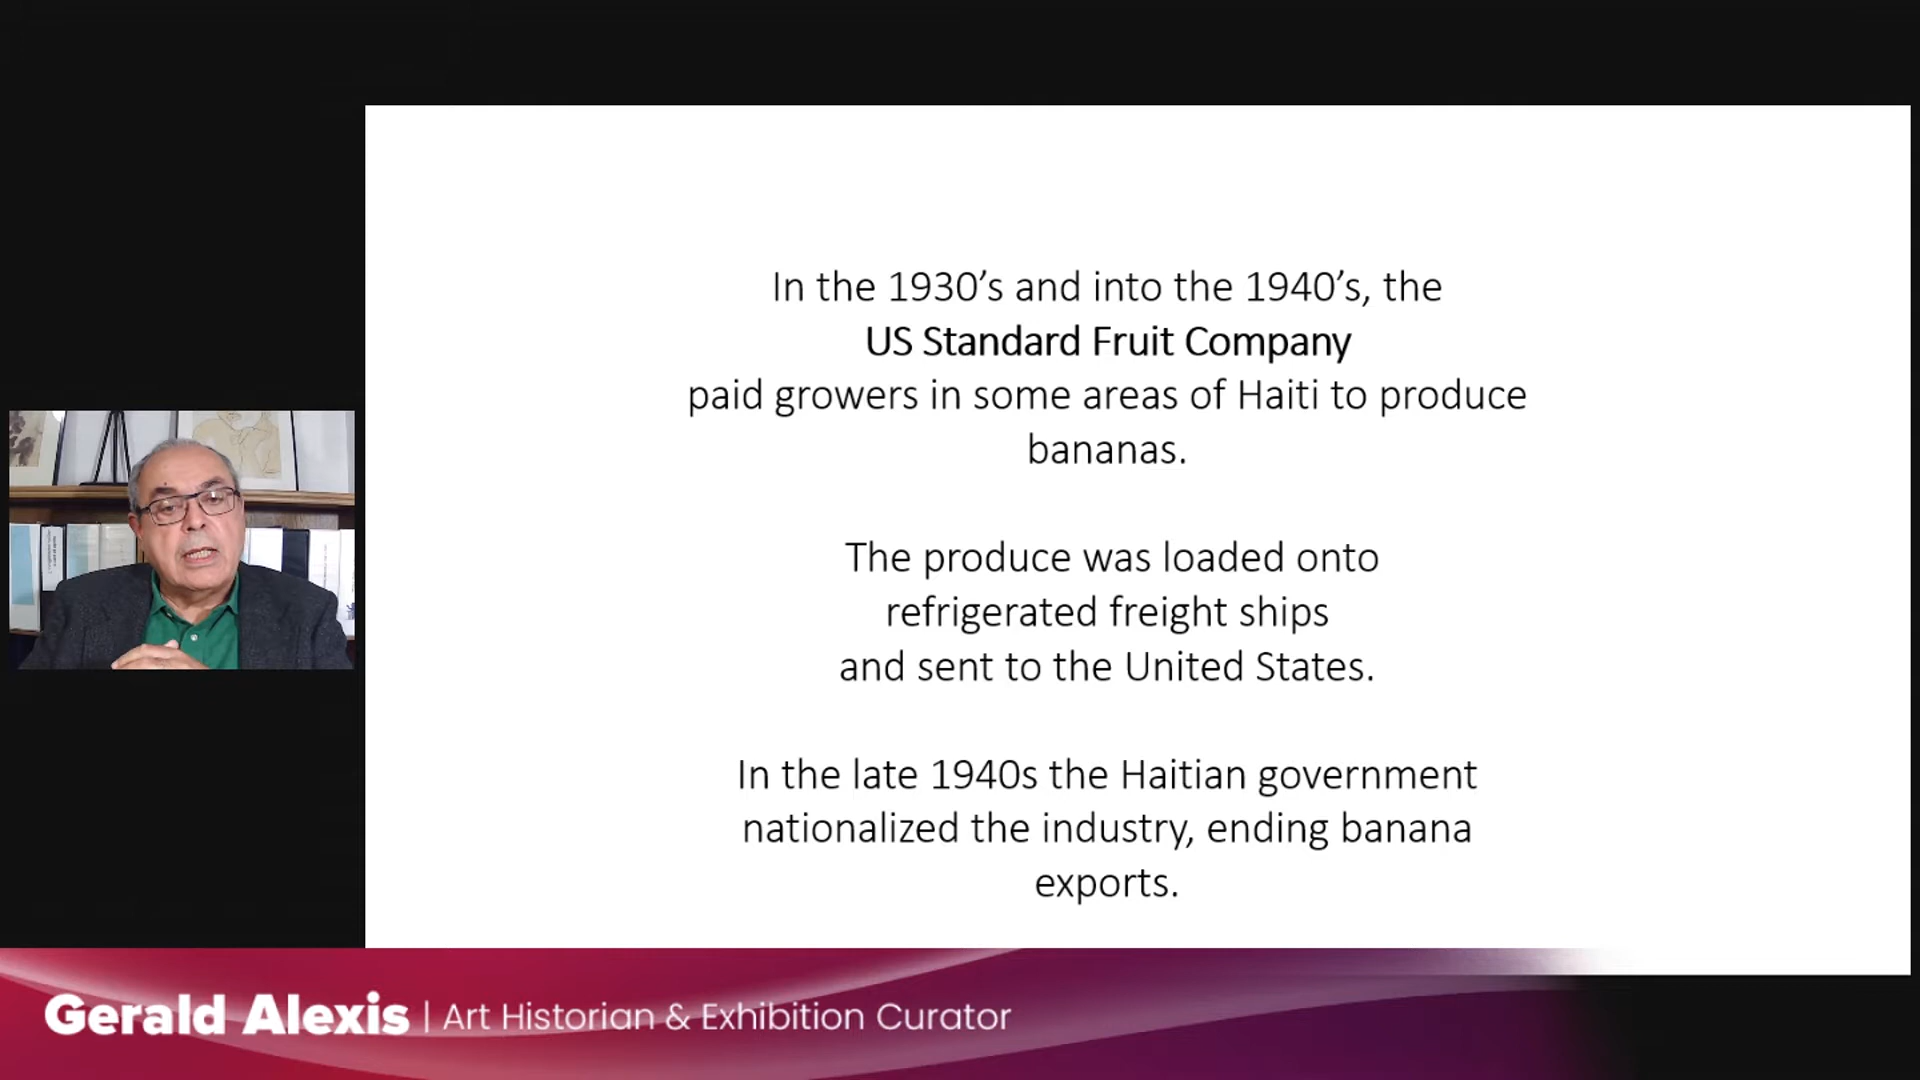 In the 1930’s and into the 1940’s, the
US Standard Fruit Company
paid growers in some areas of Haiti to produce
bananas.
The produce was loaded onto
refrigerated freight ships
and sent to the United States.
In the late 1940s the Haitian government
nationalized the industry, ending banana
exports.
Gerald Alexis | Art Historian & Exhibition Curator